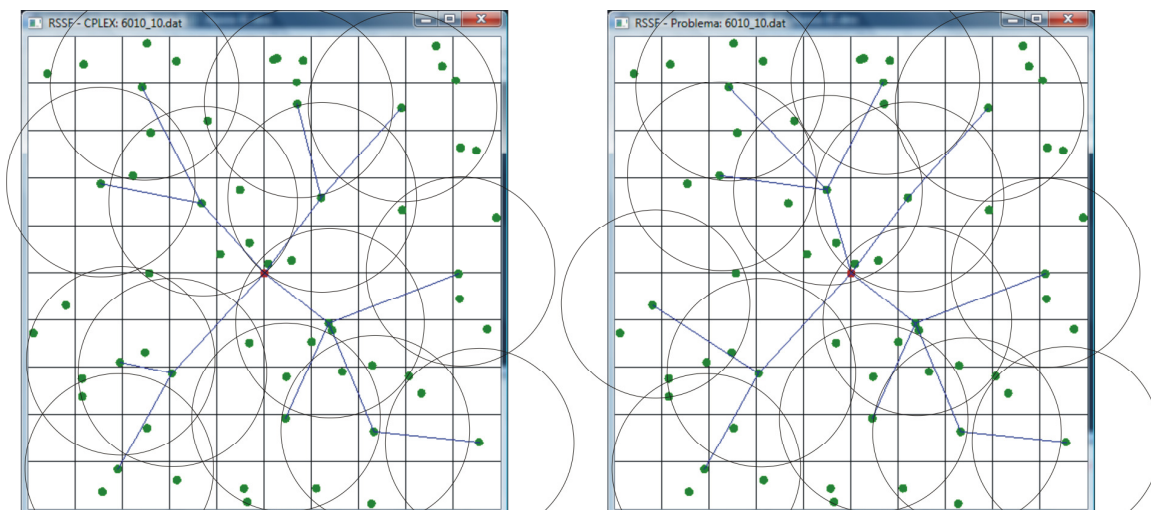 RSSF - CPLEX: 6010_10.dat
RSSF - Problema: 6010_10.dat